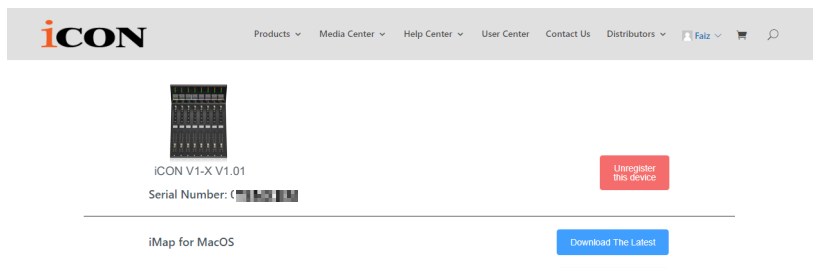 iCON
Products Media Center Help Center User Center Contact Us Distributors Faiz
iCON V1-X V1.01
Unregister
this device
Serial Number:
iMap for MacOS
Download The Latest